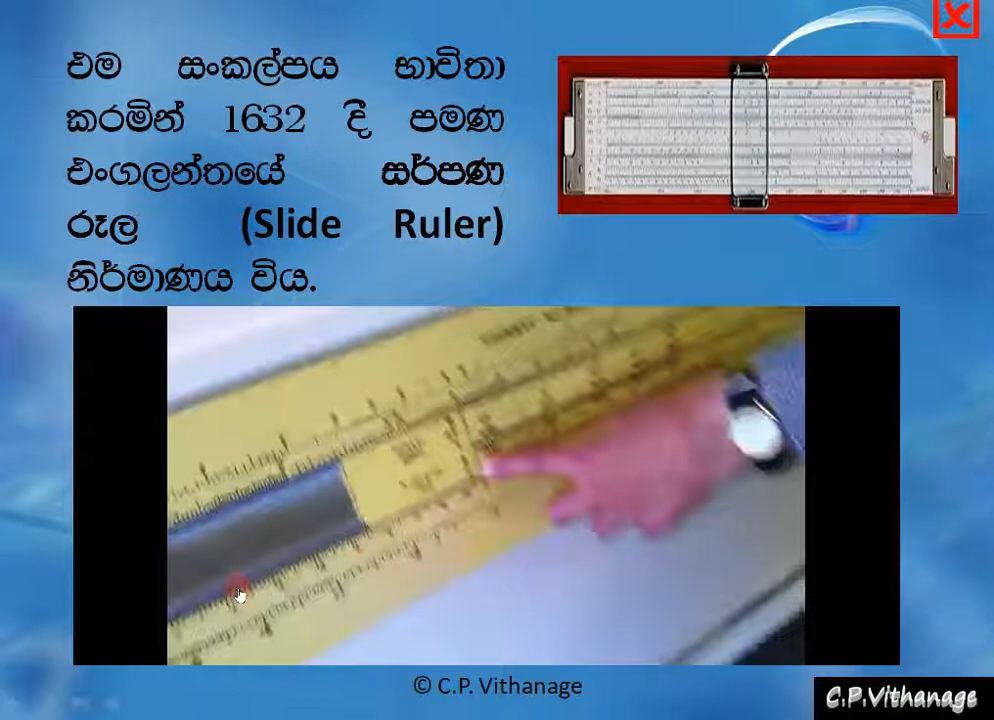 එම සංකල්පය භාවිතා
කරමින් 1632 දී පමණ
එංගලන්තයේ සර්පණ
රූල (Slide Ruler)
නිර්මාණය විය.
© C.P. Vithanage
C.P.Vithanage